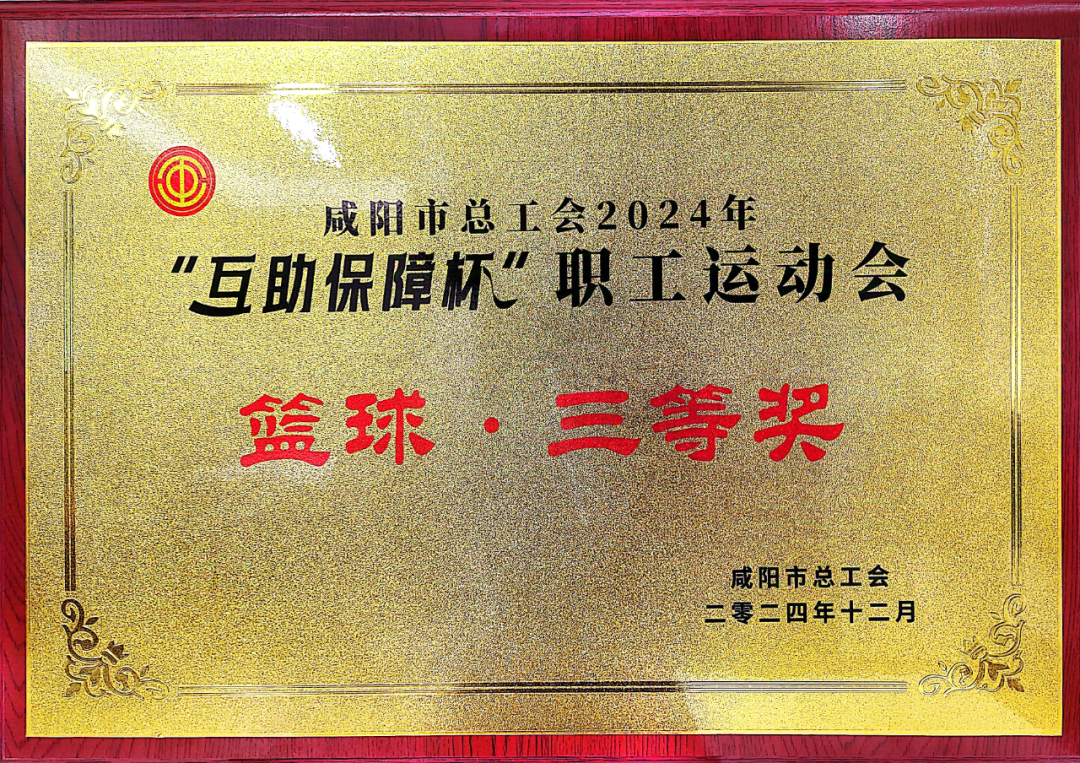 咸阳市总工会2024年
“互助保障杯”职工运动会
篮球·三等奖
咸阳市总工会
二零二四年十二月